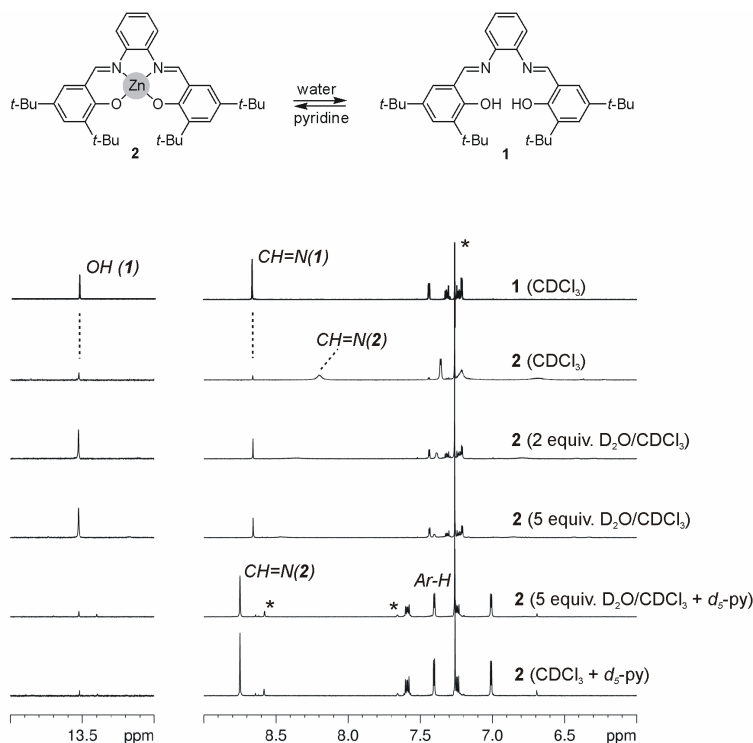 N N
Zn
O O
t-Bu t-Bu
t-Bu t-Bu
2
water
pyridine
N N
OH HO
t-Bu t-Bu
t-Bu t-Bu
1
*
OH (1)
CH=N(1)
1 (CDCl3)
CH=N(2)
2 (CDCl3)
2 (2 equiv. D2O/CDCl3)
2 (5 equiv. D2O/CDCl3)
CH=N(2)
Ar-H
* *
2 (5 equiv. D2O/CDCl3 + d5-py)
2 (CDCl3 + d5-py)
13.5 ppm 8.5 8.0 7.5 7.0 6.5 ppm